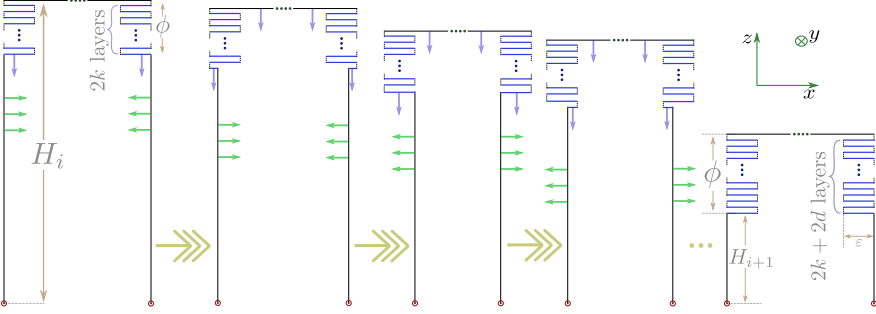 H_i
2k layers
ϕ
z
y
x
ϕ
2k + 2d layers
H_{i+1}
ε